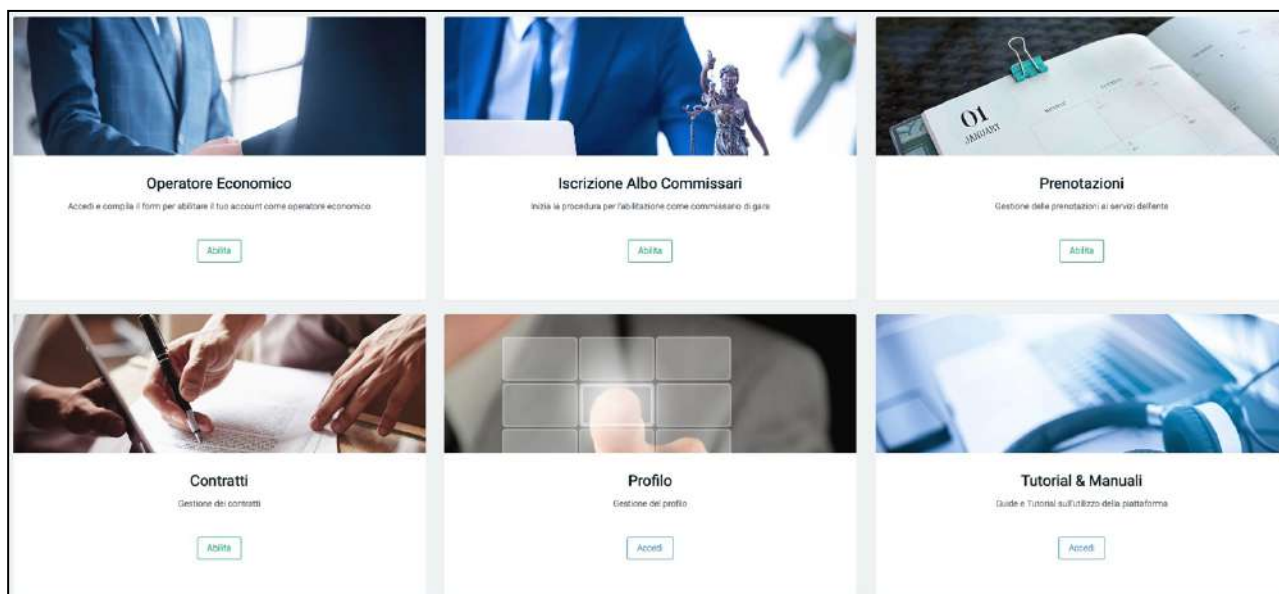 01
JANUARY
Operatore Economico
Accedi e compila il form per abilitare il tuo account come operatore economico
Abilita
Iscrizione Albo Commissari
Inizia la procedura per l'abilitazione come commissario di gara
Abilita
Prenotazioni
Gestione delle prenotazioni ai servizi dell'ente
Abilita
Contratti
Gestione dei contratti
Abilita
Profilo
Gestione del profilo
Accedi
Tutorial & Manuali
Guide e Tutorial sull'utilizzo della piattaforma
Accedi